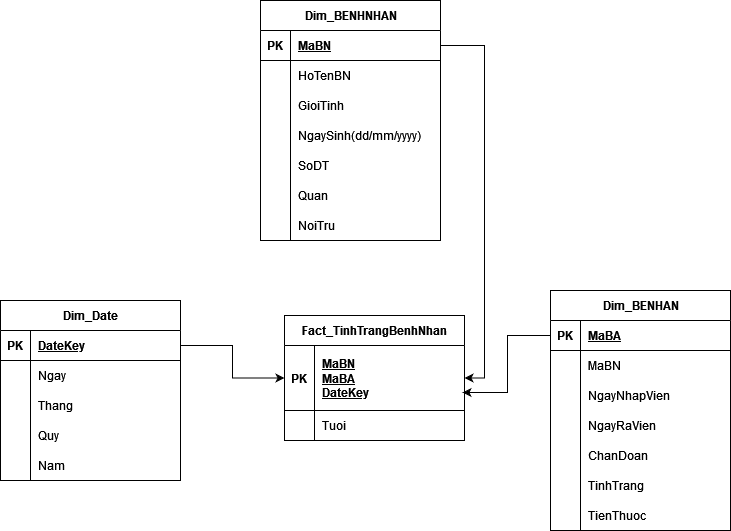 Dim_BENHNHAN
PK MaBN
HoTenBN
GioiTinh
NgaySinh(dd/mm/yyyy)
SoDT
Quan
NoiTru
Dim_Date
PK DateKey
Ngay
Thang
Quy
Nam
Fact_TinhTrangBenhNhan
MaBN
PK MaBA
DateKey
Tuoi
Dim_BENHAN
PK MaBA
MaBN
NgayNhapVien
NgayRaVien
ChanDoan
TinhTrang
TienThuoc